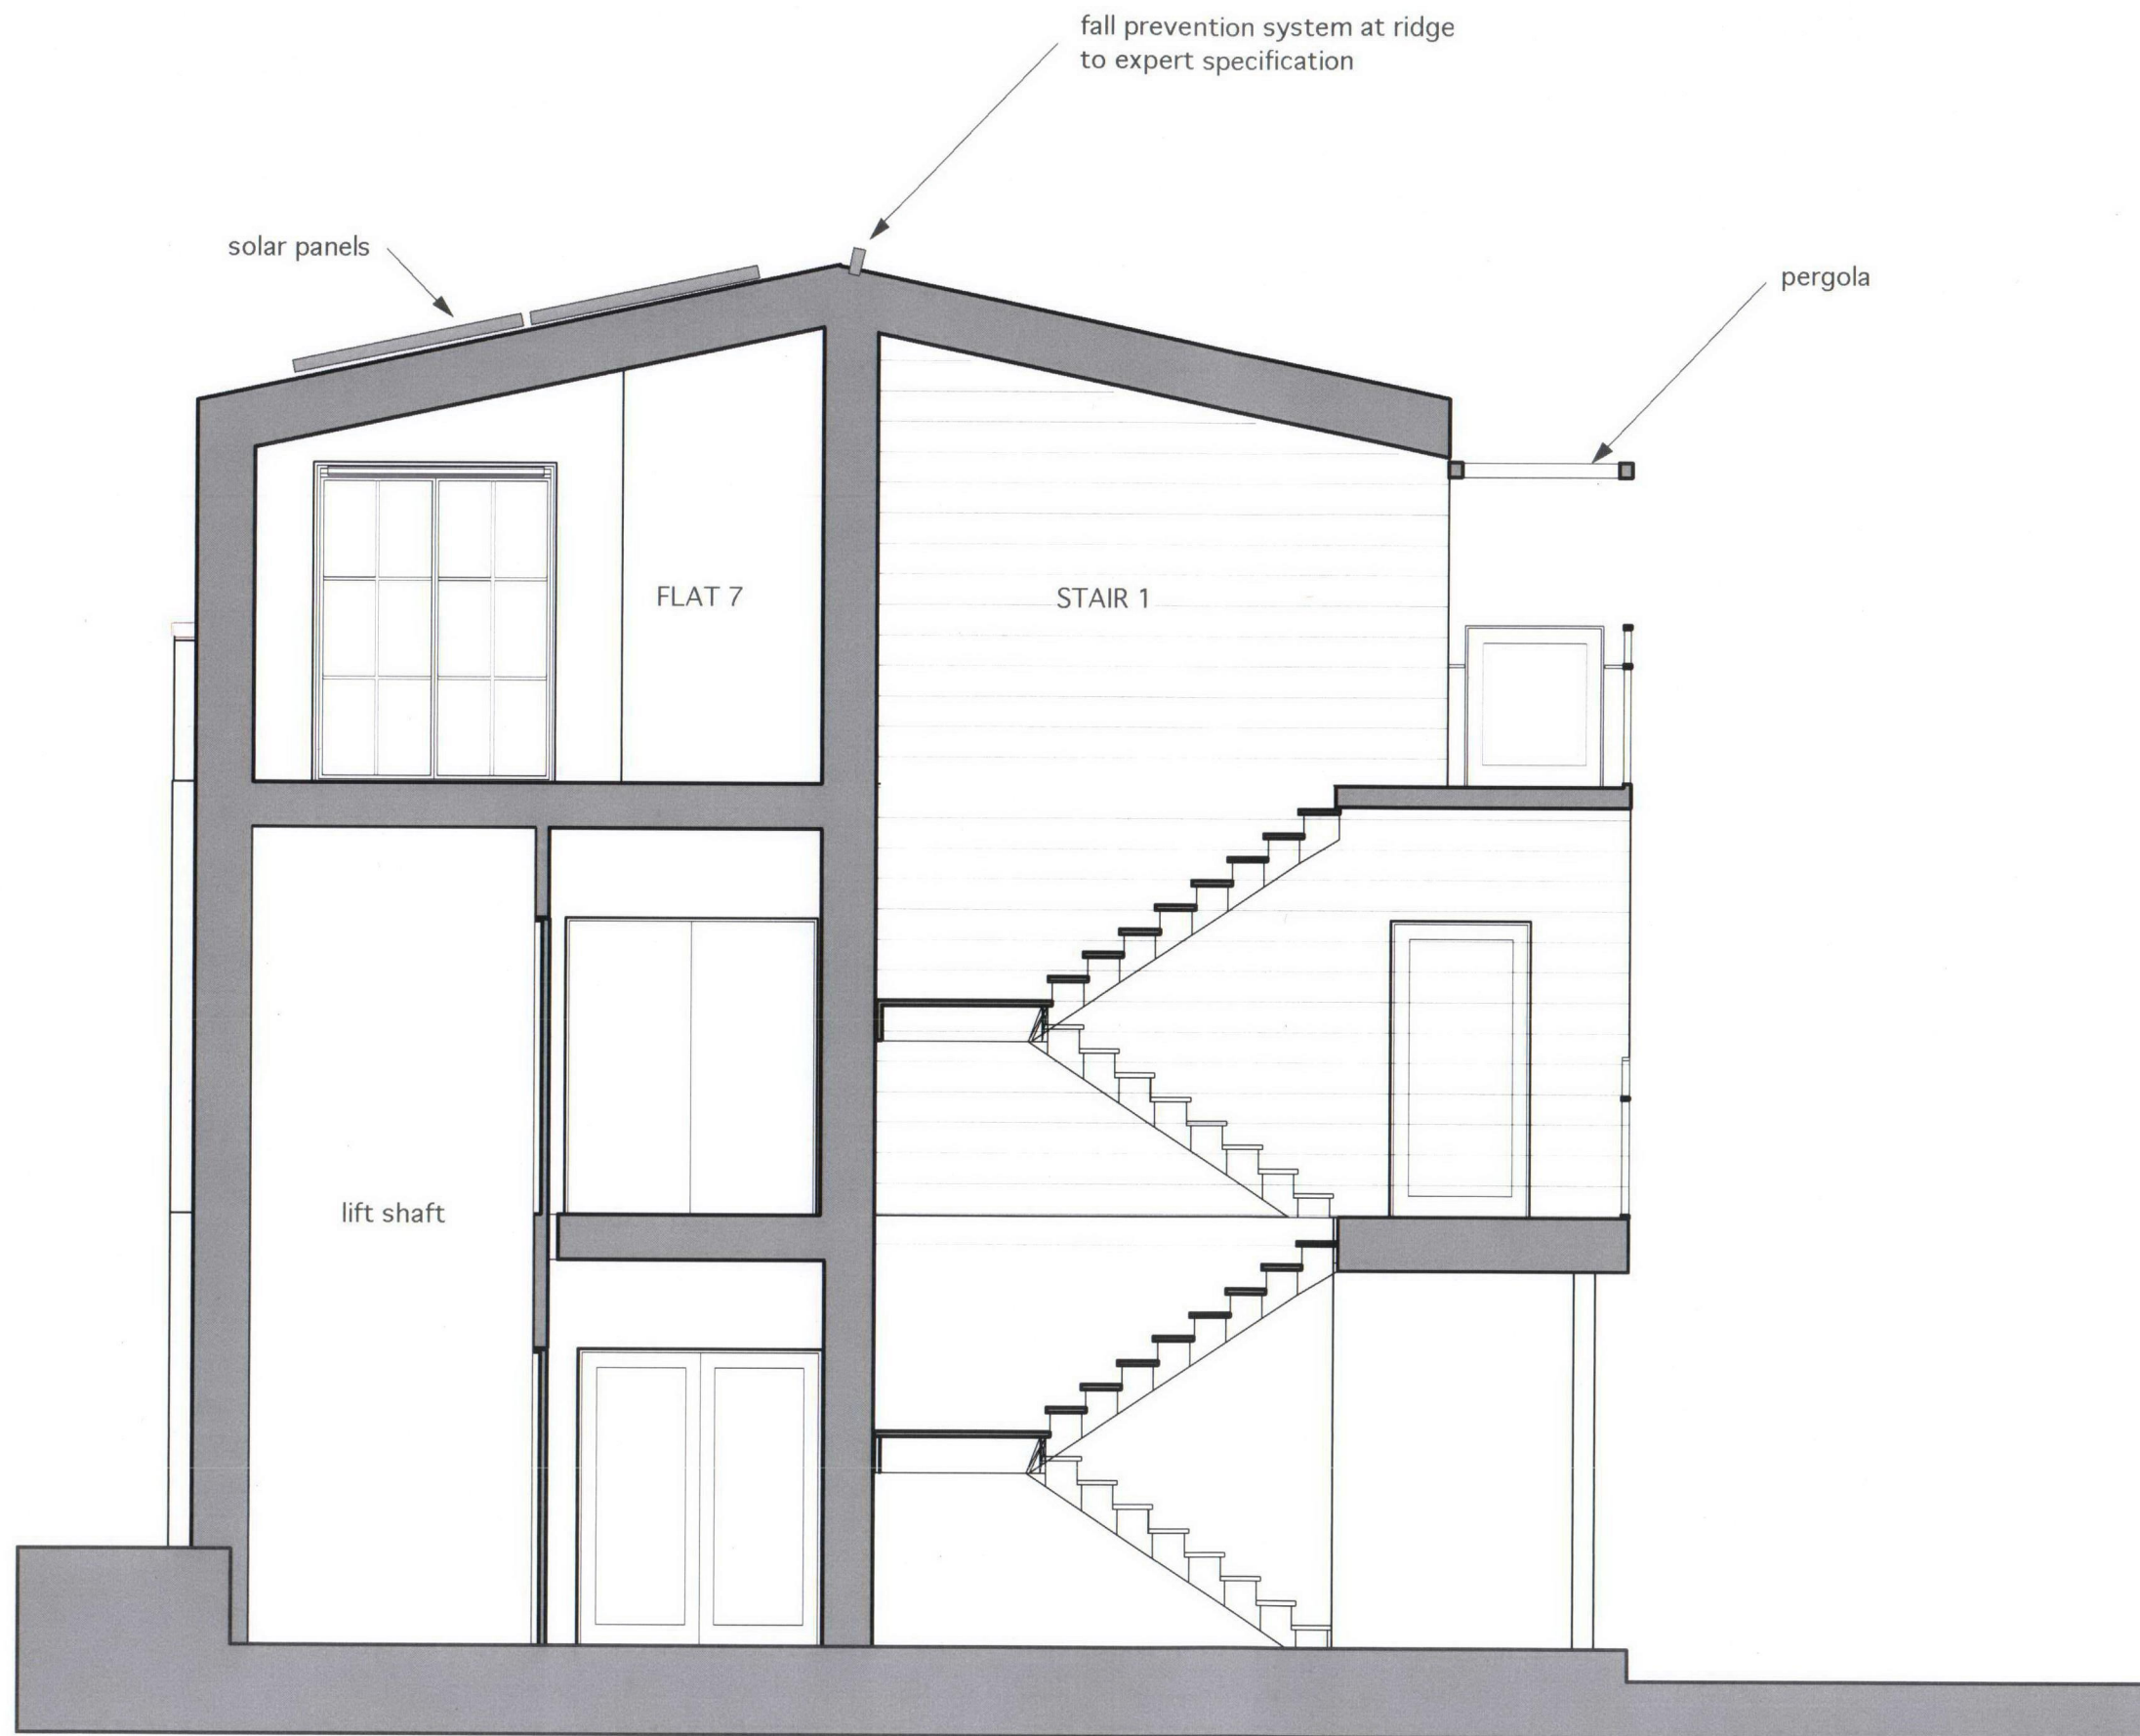 fall prevention system at ridge
to expert specification
solar panels
pergola
FLAT 7
STAIR 1
lift shaft